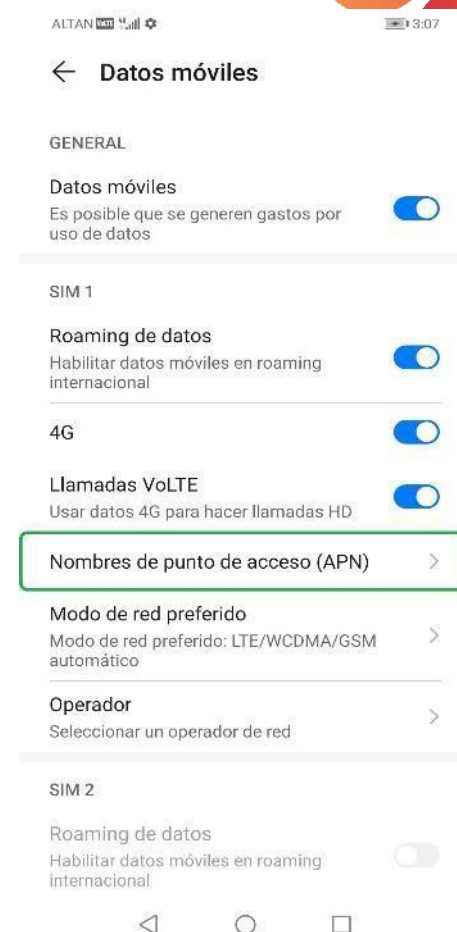 ALTAN VoLTE 3:07
Datos móviles
GENERAL
Datos móviles
Es posible que se generen gastos por
uso de datos
SIM 1
Roaming de datos
Habilitar datos móviles en roaming
internacional
4G
Llamadas VoLTE
Usar datos 4G para hacer llamadas HD
Nombres de punto de acceso (APN)
Modo de red preferido
Modo de red preferido: LTE/WCDMA/GSM
automático
Operador
Seleccionar un operador de red
SIM 2
Roaming de datos
Habilitar datos móviles en roaming
internacional